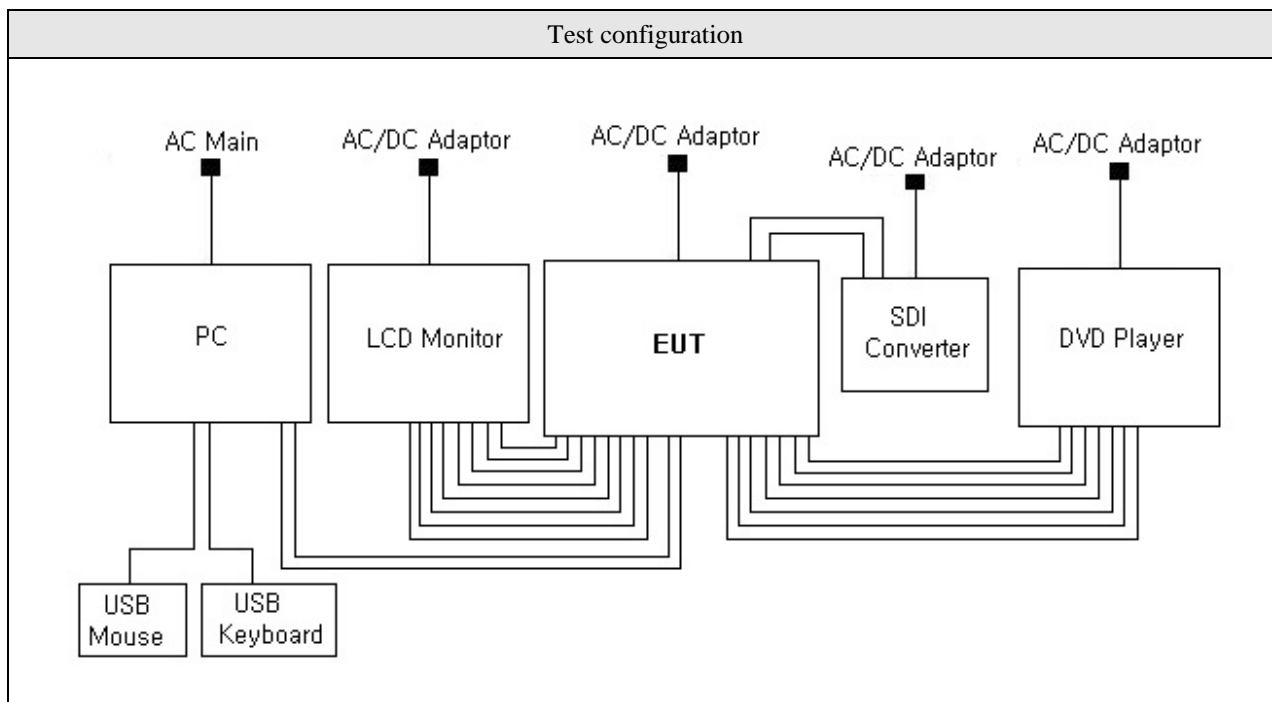 Test configuration
AC Main
AC/DC Adaptor
AC/DC Adaptor
AC/DC Adaptor
AC/DC Adaptor
PC
LCD Monitor
EUT
SDI
Converter
DVD Player
USB
Mouse
USB
Keyboard